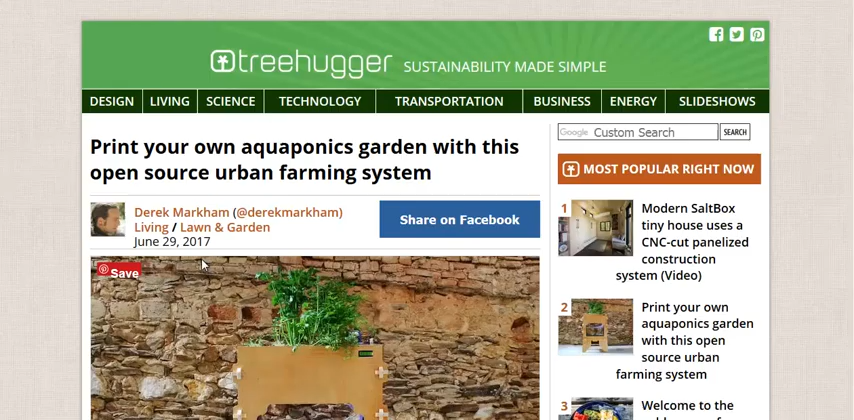 treehugger SUSTAINABILITY MADE SIMPLE
DESIGN LIVING SCIENCE TECHNOLOGY TRANSPORTATION BUSINESS ENERGY SLIDESHOWS
Print your own aquaponics garden with this
open source urban farming system
Derek Markham (@derekmarkham)
Living / Lawn & Garden
June 29, 2017
Share on Facebook
Save
Google Custom Search SEARCH
MOST POPULAR RIGHT NOW
1 Modern SaltBox
tiny house uses a
CNC-cut panelized
construction
system (Video)
2 Print your own
aquaponics garden
with this open
source urban
farming system
3 Welcome to the